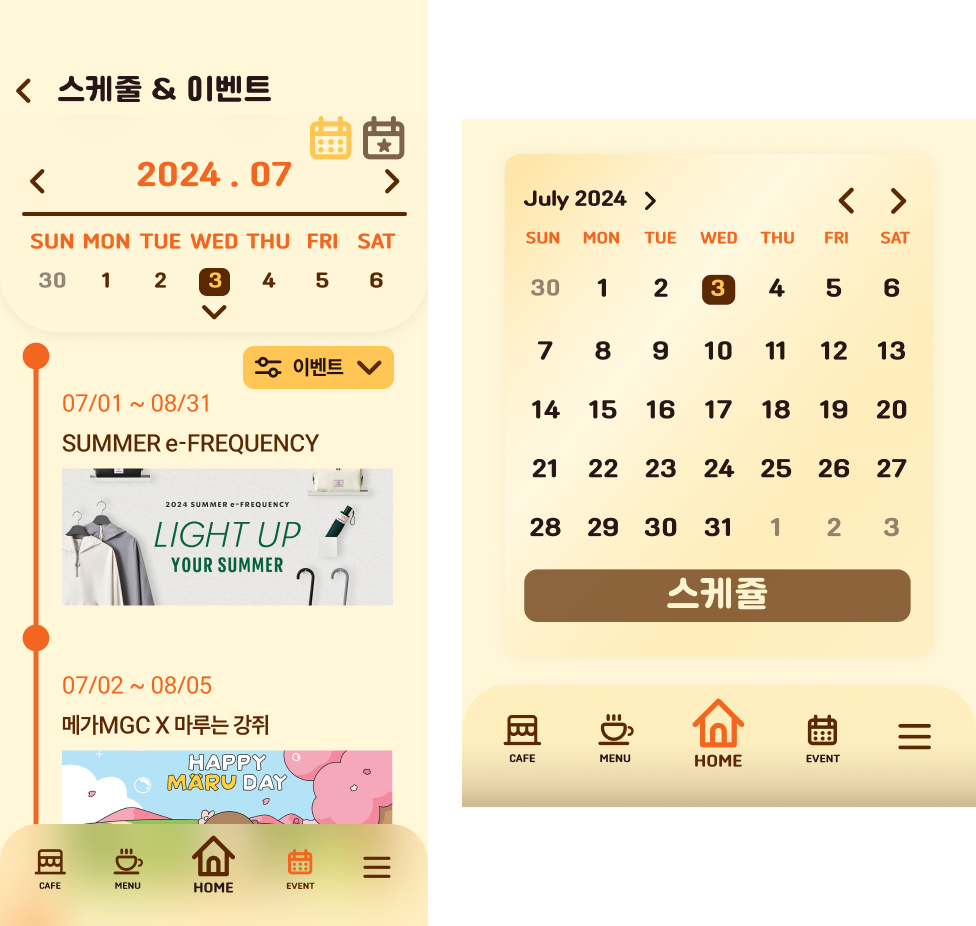 스케줄 & 이벤트
2024 . 07
SUN MON TUE WED THU FRI SAT
30 1 2 3 4 5 6
이벤트
07/01 ~ 08/31
SUMMER e-FREQUENCY
2024 SUMMER e-FREQUENCY
LIGHT UP
YOUR SUMMER
07/02 ~ 08/05
메가MGC X 마루는 강쥐
HAPPY
MARU DAY
CAFE MENU HOME EVENT
July 2024
SUN MON TUE WED THU FRI SAT
30 1 2 3 4 5 6
7 8 9 10 11 12 13
14 15 16 17 18 19 20
21 22 23 24 25 26 27
28 29 30 31 1 2 3
스케쥴
CAFE MENU HOME EVENT